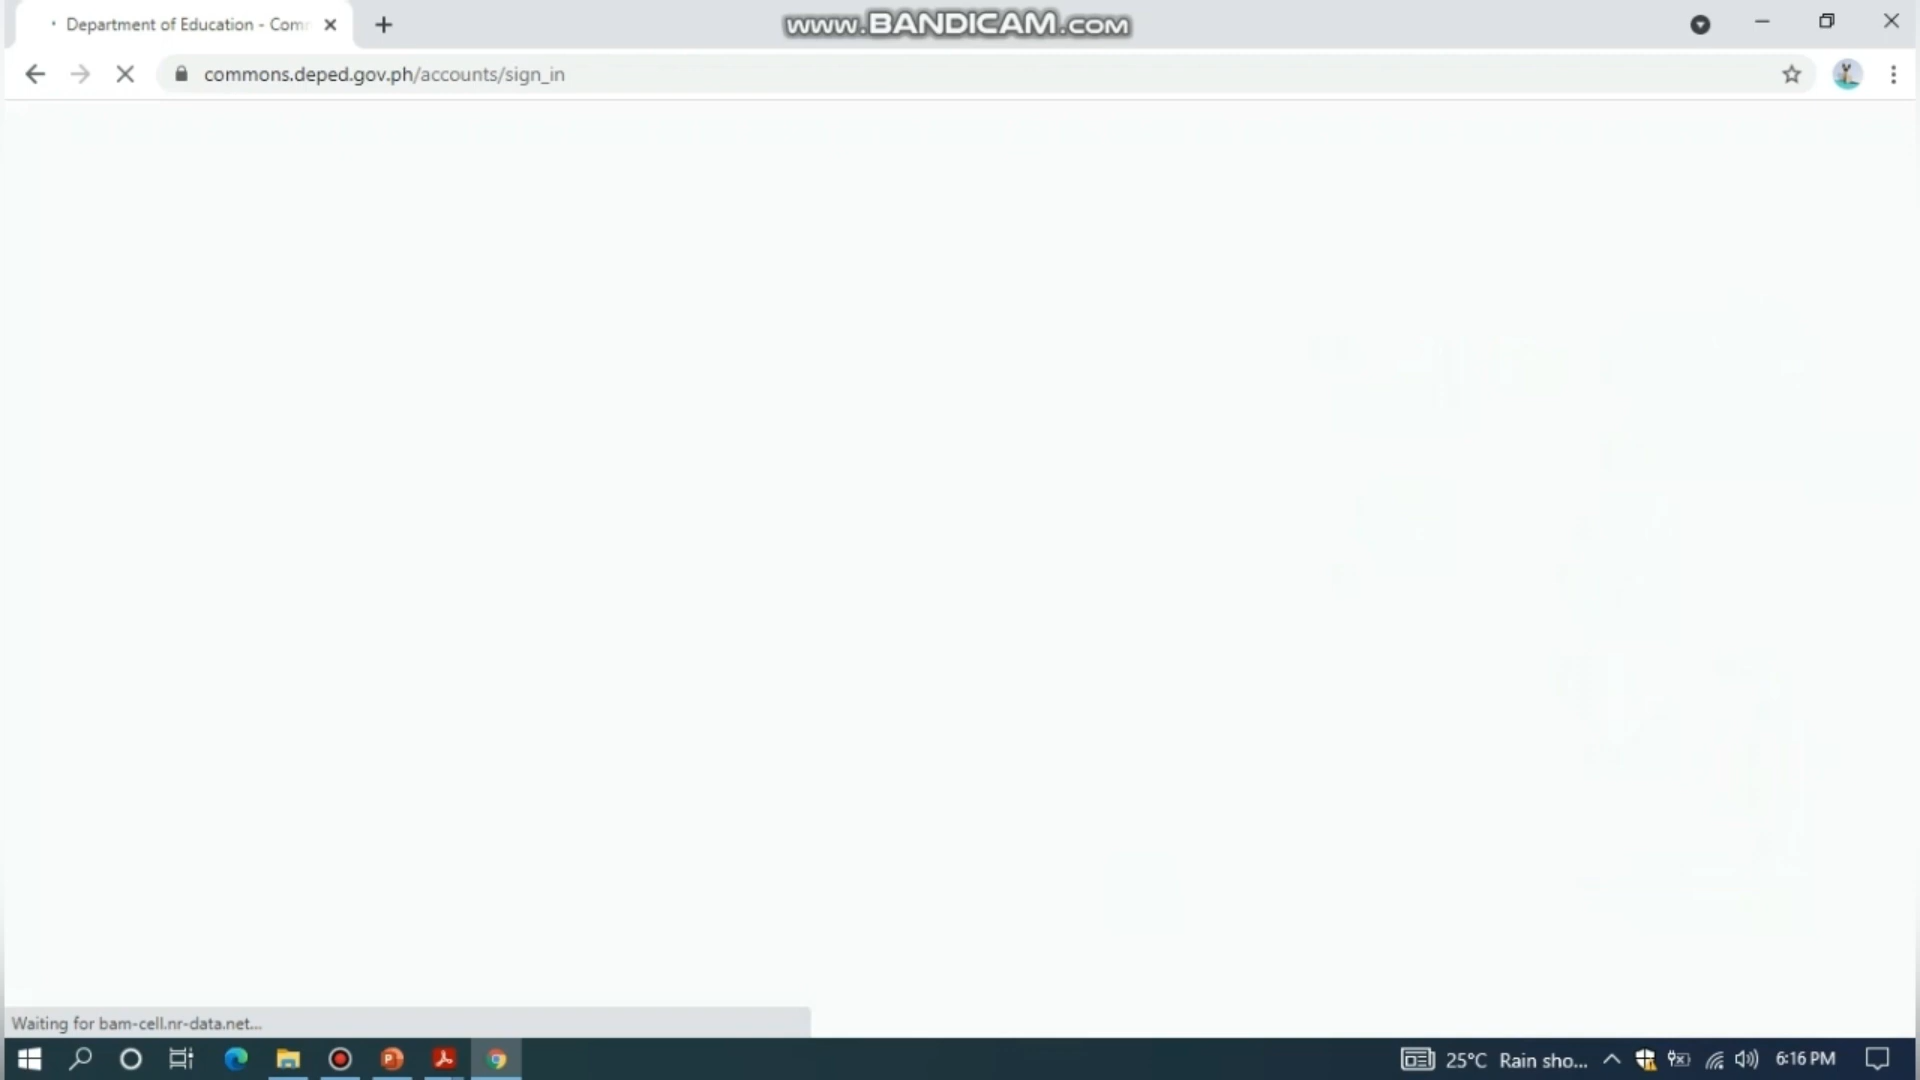 Department of Education - Com
www.BANDICAM.com
commons.deped.gov.ph/accounts/sign_in
Waiting for bam-cell.nr-data.net...
25°C Rain sho...
6:16 PM